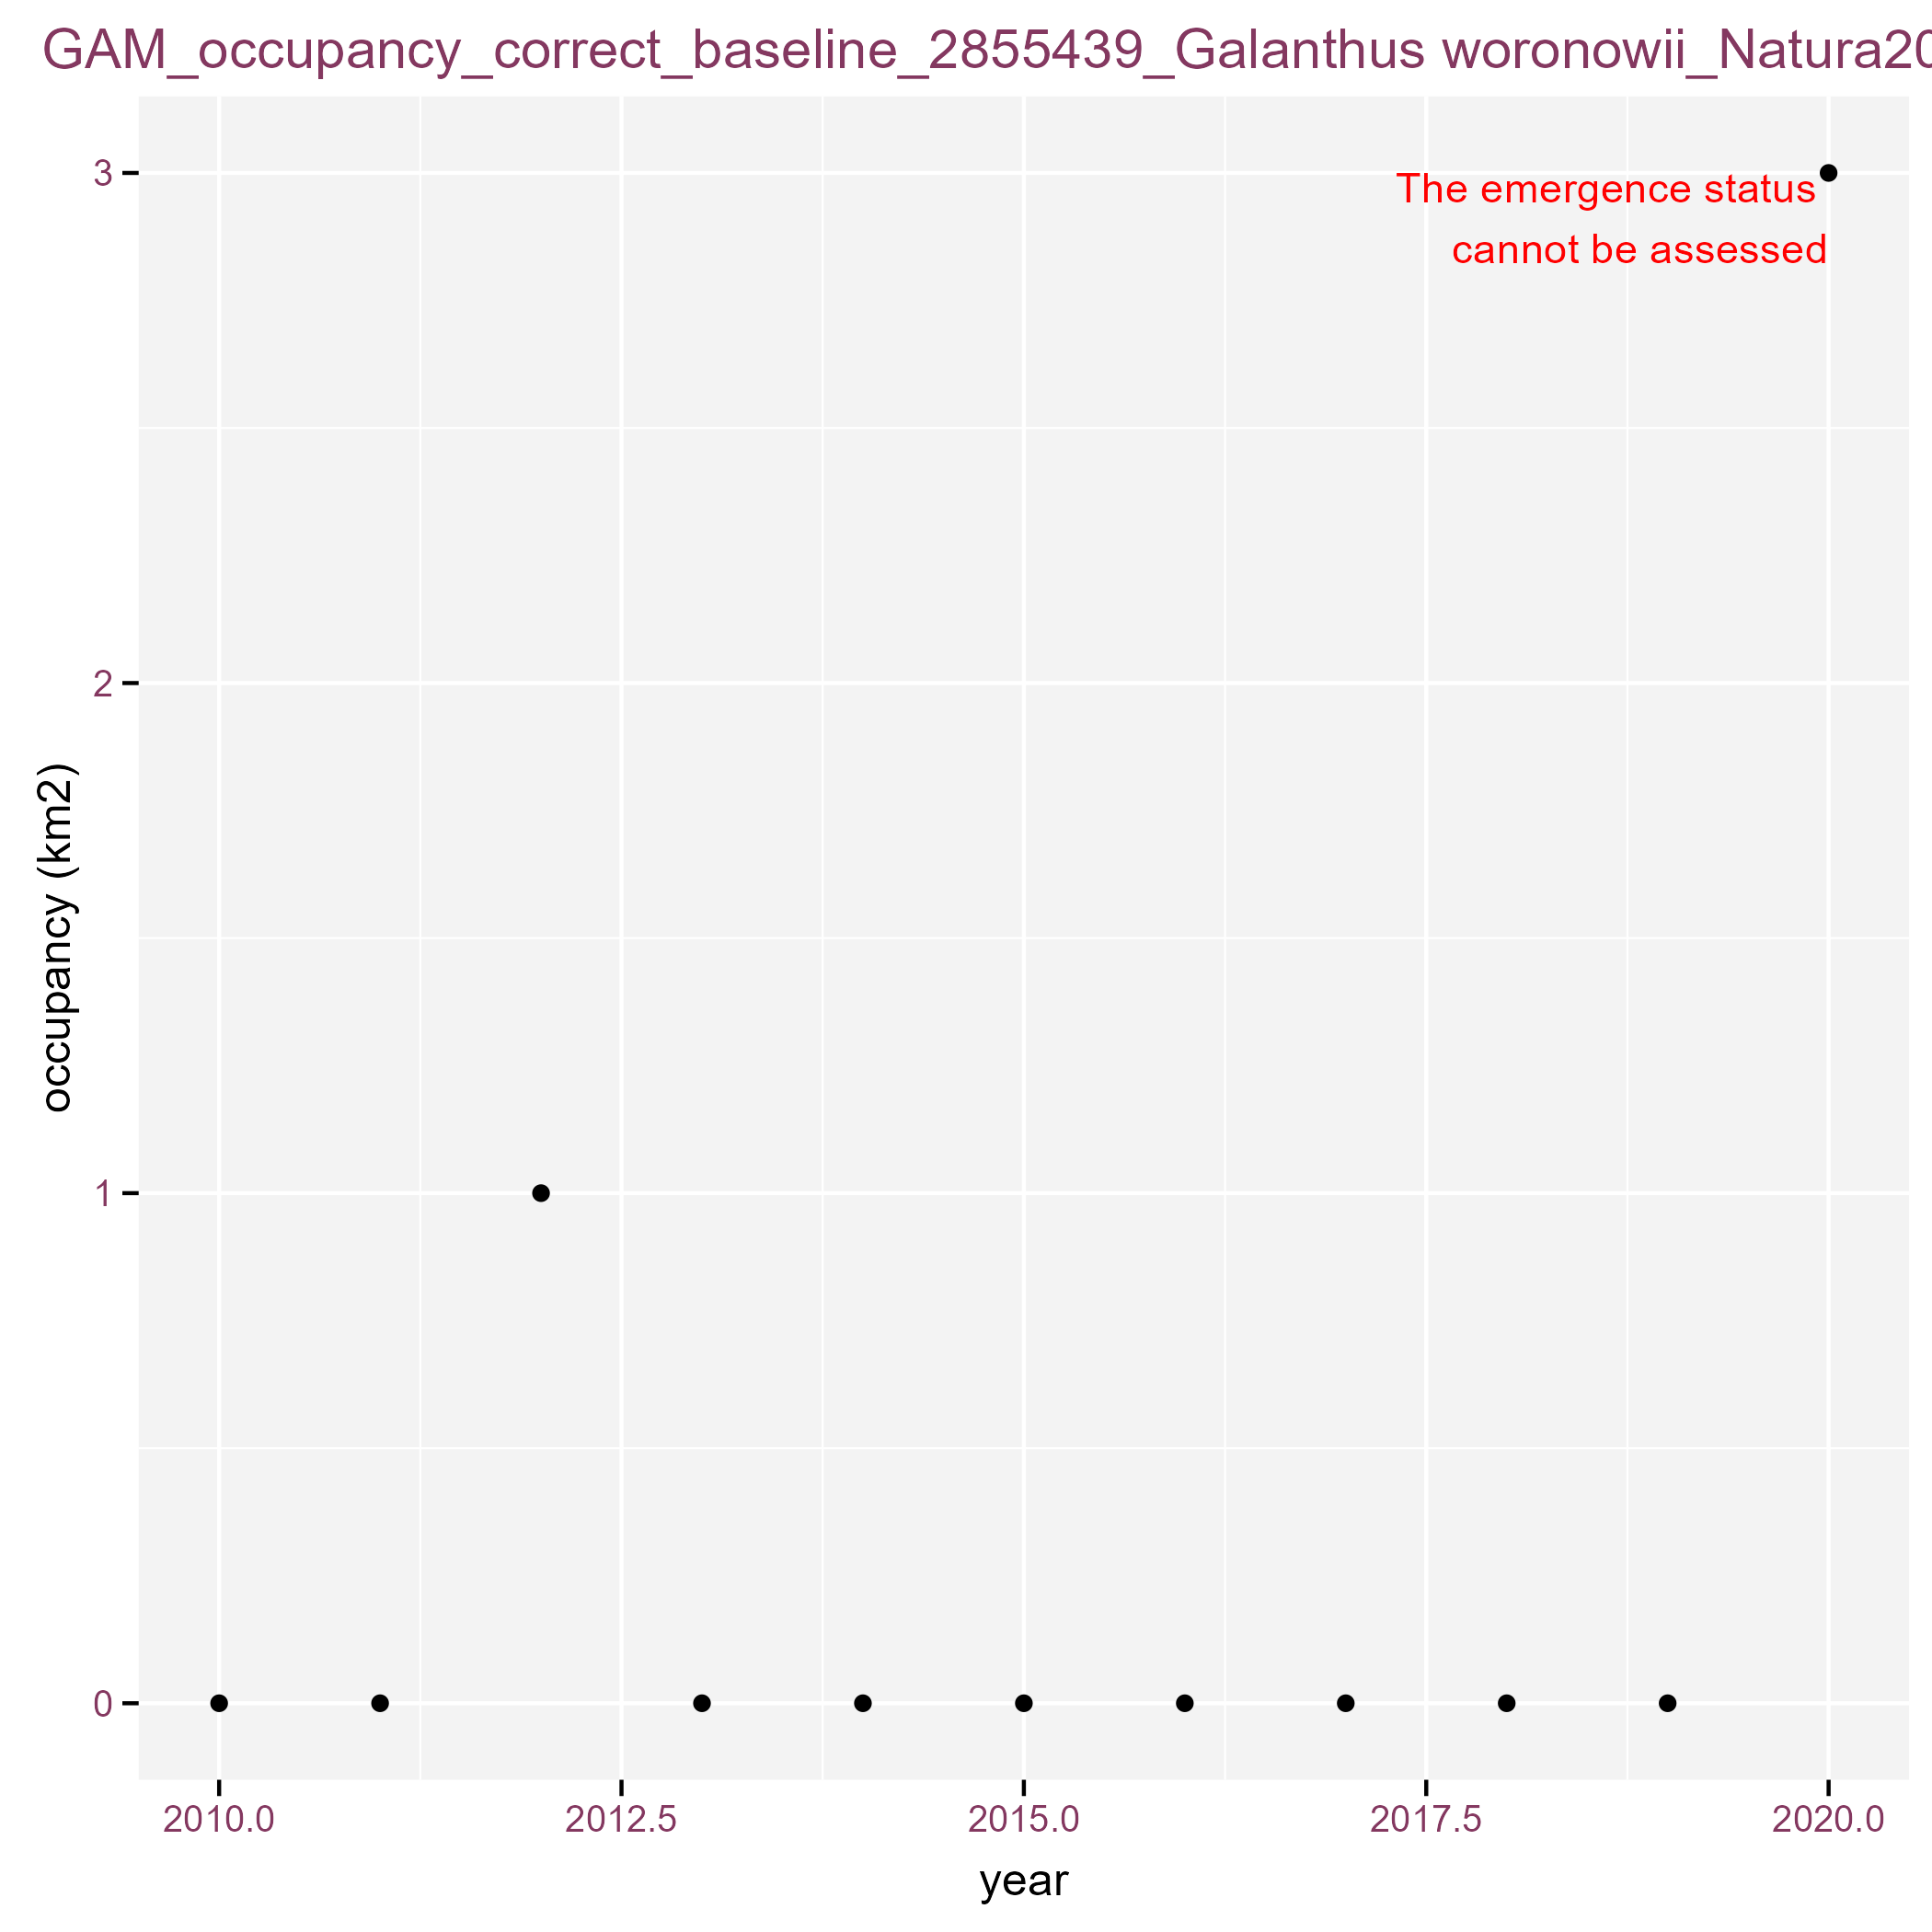 GAM_occupancy_correct_baseline_2855439_Galanthus woronowii_Natura20
3
The emergence status
cannot be assessed
2
occupancy (km2)
1
0
2010.0 2012.5 2015.0 2017.5 2020.0
year